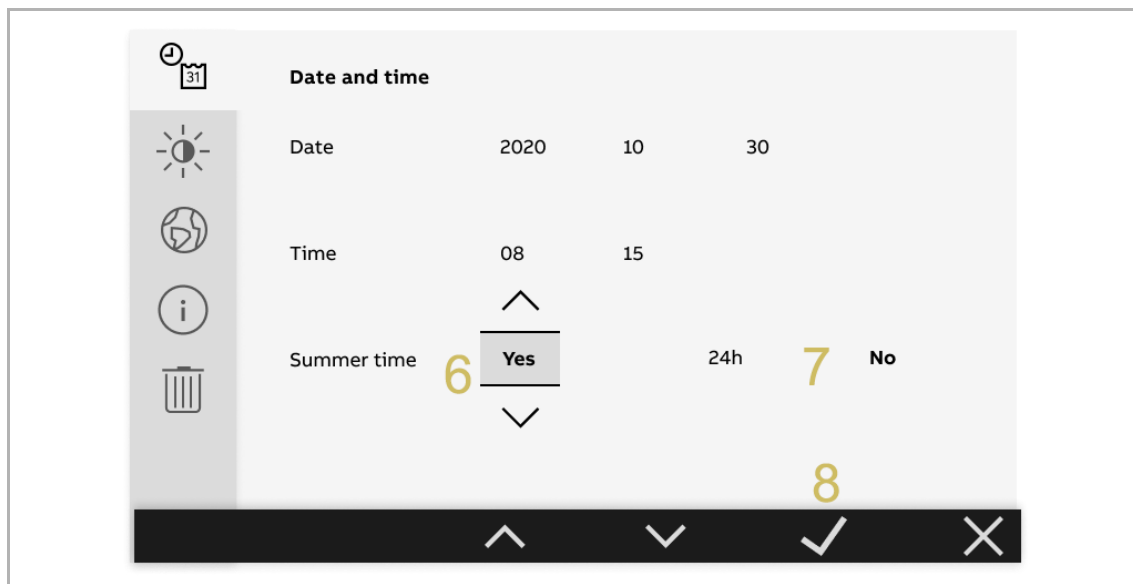 31
Date and time
Date 2020 10 30
Time 08 15
Summer time 6 Yes 24h 7 No
8